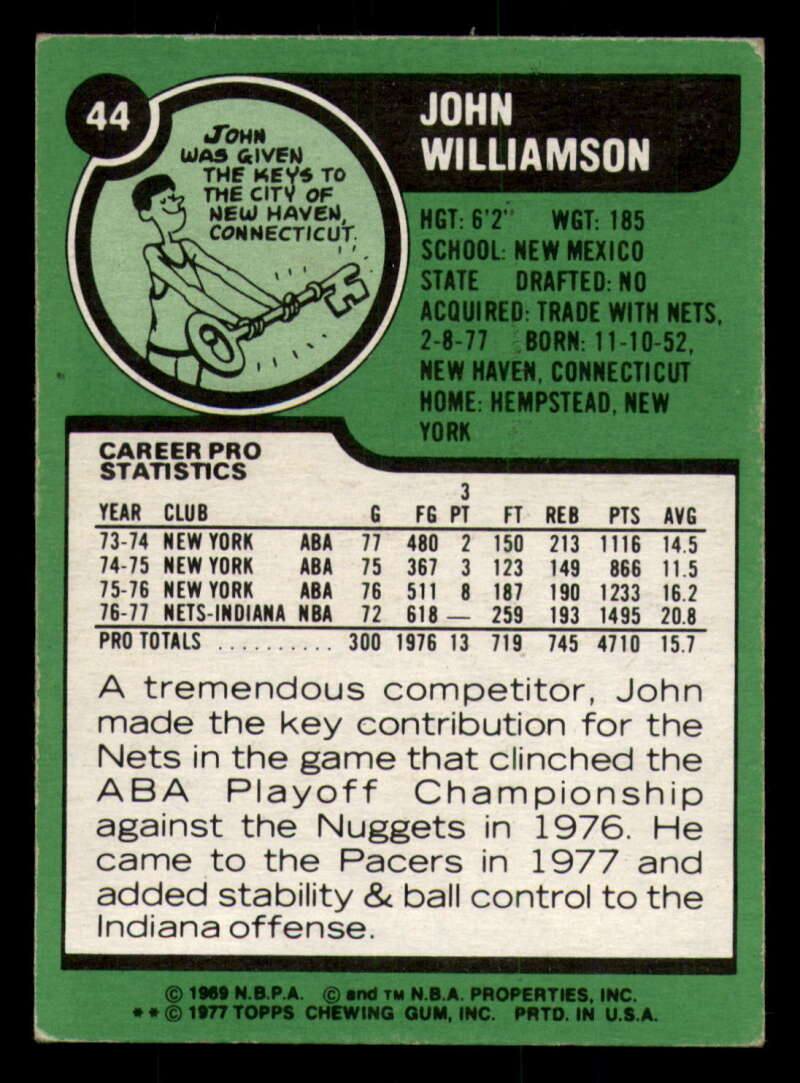 44
JOHN
WAS GIVEN
THE KEYS TO
THE CITY OF
NEW HAVEN,
CONNECTICUT.
JOHN
WILLIAMSON
HGT: 6'2" WGT: 185
SCHOOL: NEW MEXICO
STATE DRAFTED: NO
ACQUIRED: TRADE WITH NETS,
2-8-77 BORN: 11-10-52,
NEW HAVEN, CONNECTICUT
HOME: HEMPSTEAD, NEW
YORK
CAREER PRO
STATISTICS
YEAR CLUB G FG 3 PT FT REB PTS AVG
73-74 NEW YORK ABA 77 480 2 150 213 1116 14.5
74-75 NEW YORK ABA 75 367 3 123 149 866 11.5
75-76 NEW YORK ABA 76 511 8 187 190 1233 16.2
76-77 NETS-INDIANA NBA 72 618 — 259 193 1495 20.8
PRO TOTALS .......... 300 1976 13 719 745 4710 15.7
A tremendous competitor, John
made the key contribution for the
Nets in the game that clinched the
ABA Playoff Championship
against the Nuggets in 1976. He
came to the Pacers in 1977 and
added stability & ball control to the
Indiana offense.
© 1969 N.B.P.A. © and TM N.B.A. PROPERTIES, INC.
**© 1977 TOPPS CHEWING GUM, INC. PRTD. IN U.S.A.